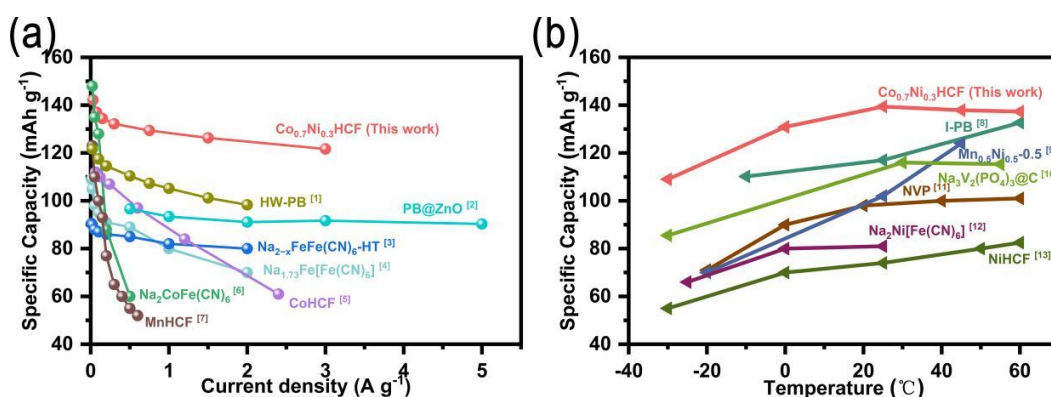 (a)
160
140
120
100
80
60
40
Specific Capacity (mAh g⁻¹)
Co₀.₇Ni₀.₃HCF (This work)
HW-PB [1]
PB@ZnO [2]
Na₂₋ₓFeFe(CN)₆-HT [3]
Na₁.₇₃Fe[Fe(CN)₆] [4]
Na₂CoFe(CN)₆ [6]
CoHCF [5]
MnHCF [7]
0 1 2 3 4 5
Current density (A g⁻¹)
(b)
160
140
120
100
80
60
40
Specific Capacity (mAh g⁻¹)
Co₀.₇Ni₀.₃HCF (This work)
I-PB [8]
Mn₀.₅Ni₀.₅-0.5 [9
Na₃V₂(PO₄)₃@C [10
NVP [11]
Na₂Ni[Fe(CN)₆] [12]
NiHCF [13]
-40 -20 0 20 40 60
Temperature (℃)